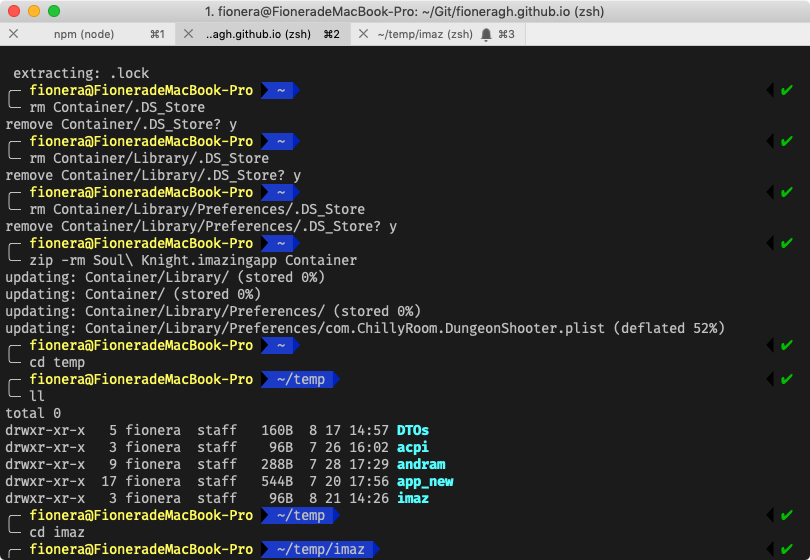 1. fionera@FioneradeMacBook-Pro: ~/Git/fioneragh.github.io (zsh)
npm (node) ⌘1 ..agh.github.io (zsh) ⌘2 ~/temp/imaz (zsh) ⌘3
extracting: .lock
fionera@FioneradeMacBook-Pro ~ ✔
rm Container/.DS_Store
remove Container/.DS_Store? y
fionera@FioneradeMacBook-Pro ~ ✔
rm Container/Library/.DS_Store
remove Container/Library/.DS_Store? y
fionera@FioneradeMacBook-Pro ~ ✔
rm Container/Library/Preferences/.DS_Store
remove Container/Library/Preferences/.DS_Store? y
fionera@FioneradeMacBook-Pro ~ ✔
zip -rm Soul\ Knight.imazingapp Container
updating: Container/Library/ (stored 0%)
updating: Container/ (stored 0%)
updating: Container/Library/Preferences/ (stored 0%)
updating: Container/Library/Preferences/com.ChillyRoom.DungeonShooter.plist (deflated 52%)
fionera@FioneradeMacBook-Pro ~ ✔
cd temp
fionera@FioneradeMacBook-Pro ~/temp ✔
ll
total 0
drwxr-xr-x 5 fionera staff 160B 8 17 14:57 DTOs
drwxr-xr-x 3 fionera staff 96B 7 26 16:02 acpi
drwxr-xr-x 9 fionera staff 288B 7 28 17:29 andram
drwxr-xr-x 17 fionera staff 544B 7 20 17:56 app_new
drwxr-xr-x 3 fionera staff 96B 8 21 14:26 imaz
fionera@FioneradeMacBook-Pro ~/temp ✔
cd imaz
fionera@FioneradeMacBook-Pro ~/temp/imaz ✔